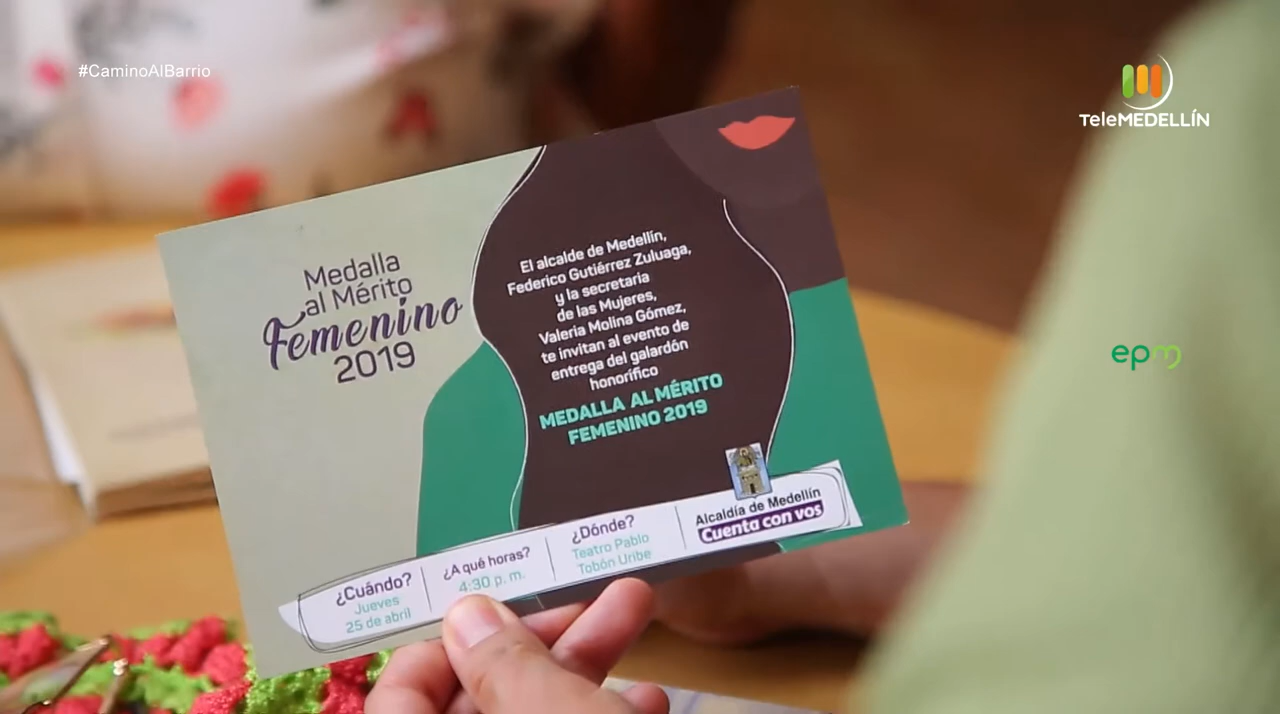 #CaminoAlBarrio
TeleMEDELLÍN
epm
Medalla
al Mérito
Femenino
2019
El alcalde de Medellín,
Federico Gutiérrez Zuluaga,
y la secretaria
de las Mujeres,
Valeria Molina Gómez,
te invitan al evento de
entrega del galardón
honorífico
MEDALLA AL MÉRITO
FEMENINO 2019
¿Cuándo?
Jueves
25 de abril
¿A qué horas?
4:30 p. m.
¿Dónde?
Teatro Pablo
Tobón Uribe
Alcaldía de Medellín
Cuenta con vos